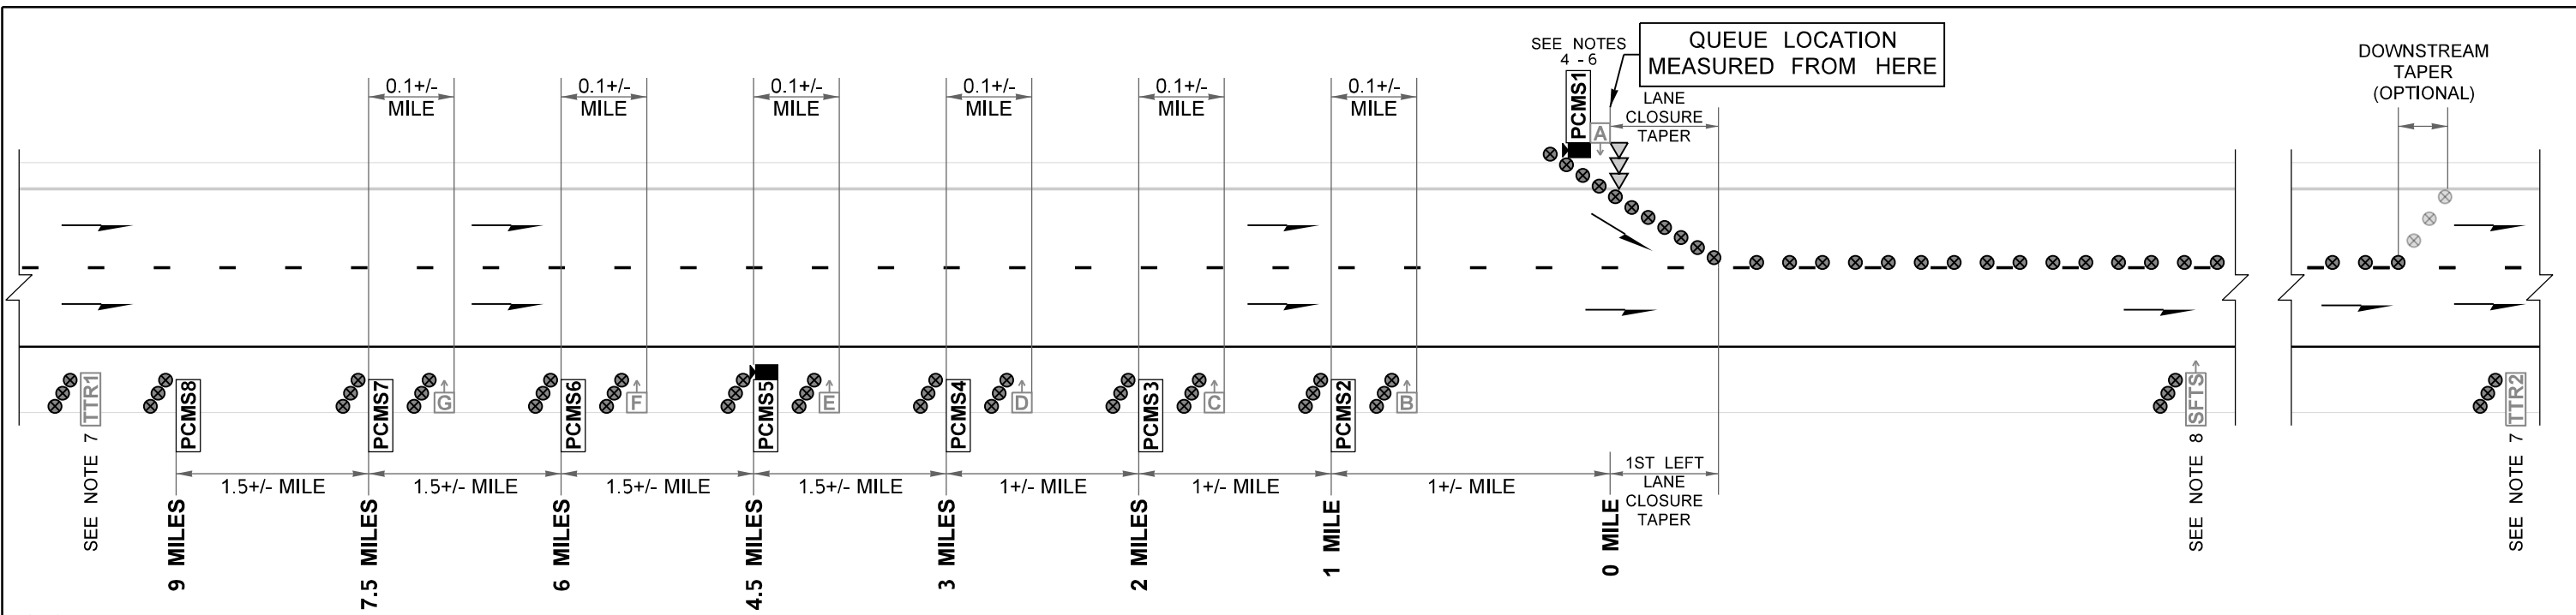 SEE NOTES
4 - 6
QUEUE LOCATION
MEASURED FROM HERE
DOWNSTREAM
TAPER
(OPTIONAL)
0.1+/-
MILE
0.1+/-
MILE
0.1+/-
MILE
0.1+/-
MILE
0.1+/-
MILE
0.1+/-
MILE
PCMS1
A
LANE
CLOSURE
TAPER
TTR1
PCMS8
PCMS7
G
PCMS6
F
PCMS5
E
PCMS4
D
PCMS3
C
PCMS2
B
SFTS
TTR2
SEE NOTE 7
1.5+/- MILE
1.5+/- MILE
1.5+/- MILE
1.5+/- MILE
1+/- MILE
1+/- MILE
1+/- MILE
1ST LEFT
LANE
CLOSURE
TAPER
SEE NOTE 8
SEE NOTE 7
9 MILES
7.5 MILES
6 MILES
4.5 MILES
3 MILES
2 MILES
1 MILE
0 MILE